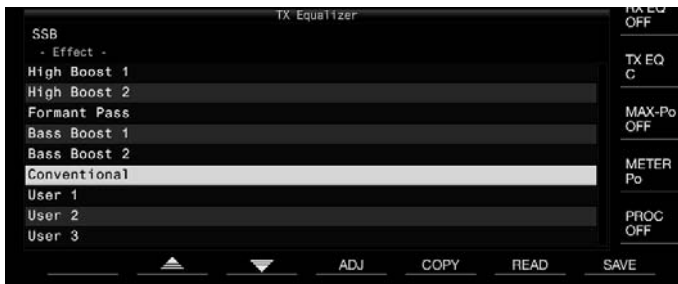 TX Equalizer
SSB
- Effect -
High Boost 1
High Boost 2
Formant Pass
Bass Boost 1
Bass Boost 2
Conventional
User 1
User 2
User 3
RX EQ
OFF
TX EQ
C
MAX-Po
OFF
METER
Po
PROC
OFF
ADJ COPY READ SAVE